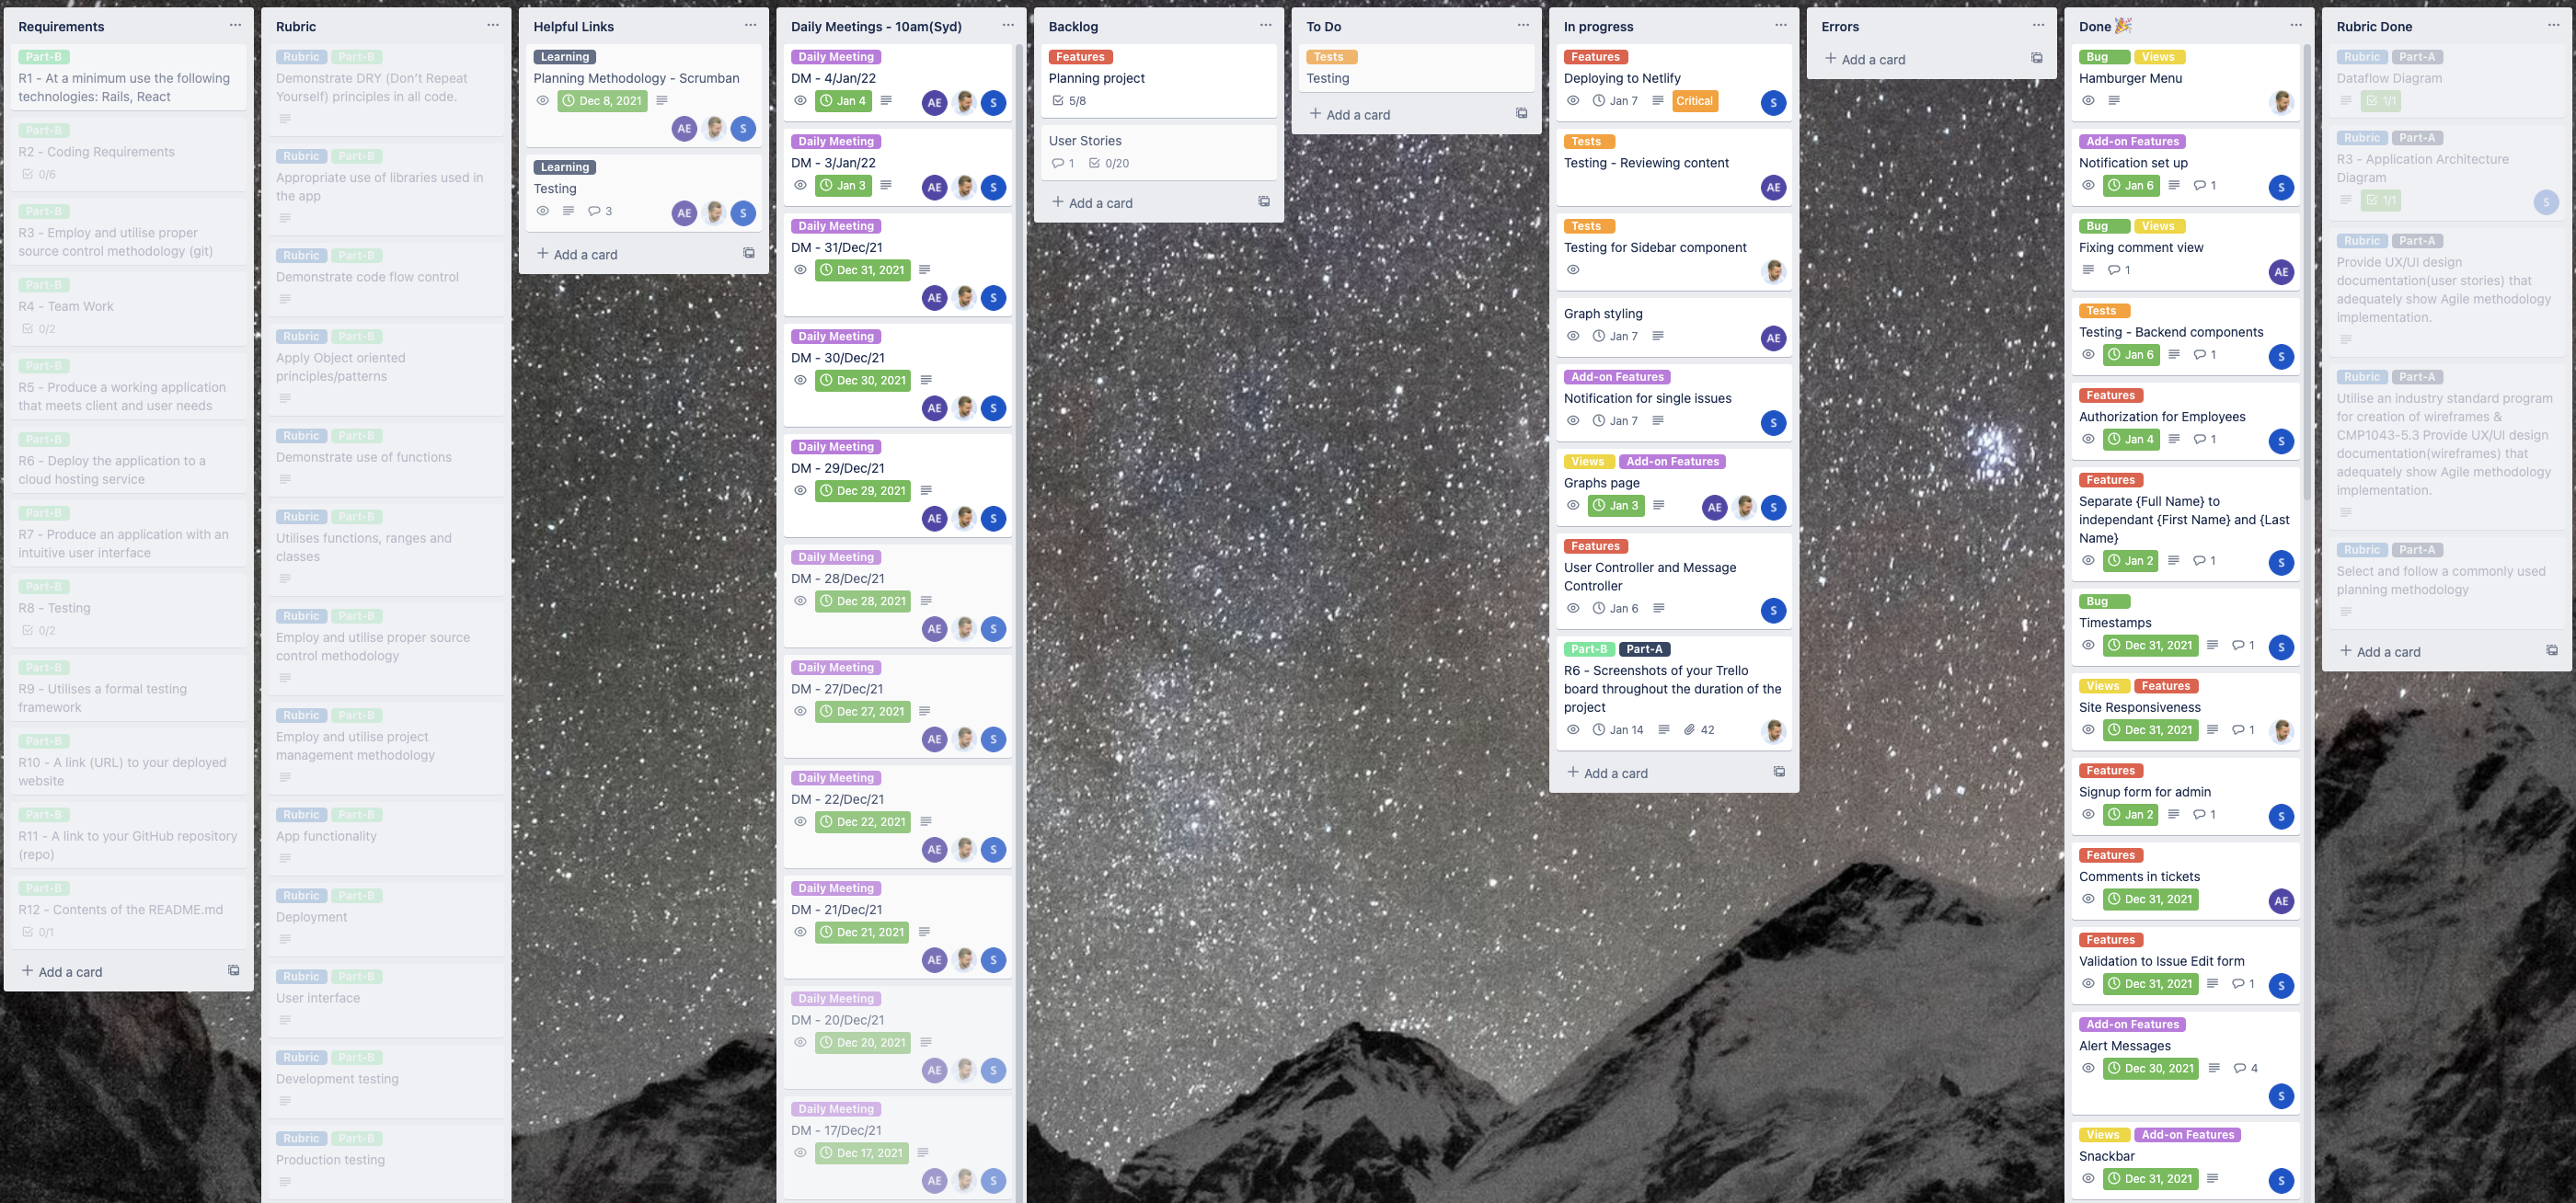 Requirements
Part-B
R1 - At a minimum use the following
technologies: Rails, React
Part-B
R2 - Coding Requirements
0/6
Part-B
R3 - Employ and utilise proper
source control methodology (git)
Part-B
R4 - Team Work
0/2
Part-B
R5 - Produce a working application
that meets client and user needs
Part-B
R6 - Deploy the application to a
cloud hosting service
Part-B
R7 - Produce an application with an
intuitive user interface
Part-B
R8 - Testing
0/2
Part-B
R9 - Utilises a formal testing
framework
Part-B
R10 - A link (URL) to your deployed
website
Part-B
R11 - A link to your GitHub repository
(repo)
Part-B
R12 - Contents of the README.md
0/1
+ Add a card
Rubric
Rubric Part-B
Demonstrate DRY (Don't Repeat
Yourself) principles in all code.
Rubric Part-B
Appropriate use of libraries used in
the app
Rubric Part-B
Demonstrate code flow control
Rubric Part-B
Apply Object oriented
principles/patterns
Rubric Part-B
Demonstrate use of functions
Rubric Part-B
Utilises functions, ranges and
classes
Rubric Part-B
Employ and utilise proper source
control methodology
Rubric Part-B
Employ and utilise project
management methodology
Rubric Part-B
App functionality
Rubric Part-B
Deployment
Rubric Part-B
User interface
Rubric Part-B
Development testing
Rubric Part-B
Production testing
Helpful Links
Learning
Planning Methodology - Scrumban
Dec 8, 2021
AE S
Learning
Testing
3 AE S
+ Add a card
Daily Meetings - 10am(Syd)
Daily Meeting
DM - 4/Jan/22
Jan 4 AE S
Daily Meeting
DM - 3/Jan/22
Jan 3 AE S
Daily Meeting
DM - 31/Dec/21
Dec 31, 2021
AE S
Daily Meeting
DM - 30/Dec/21
Dec 30, 2021
AE S
Daily Meeting
DM - 29/Dec/21
Dec 29, 2021
AE S
Daily Meeting
DM - 28/Dec/21
Dec 28, 2021
AE S
Daily Meeting
DM - 27/Dec/21
Dec 27, 2021
AE S
Daily Meeting
DM - 22/Dec/21
Dec 22, 2021
AE S
Daily Meeting
DM - 21/Dec/21
Dec 21, 2021
AE S
Daily Meeting
DM - 20/Dec/21
Dec 20, 2021
AE S
Daily Meeting
DM - 17/Dec/21
Dec 17, 2021
AE S
Backlog
Features
Planning project
5/8
User Stories
1 0/20
+ Add a card
To Do
Tests
Testing
+ Add a card
In progress
Features
Deploying to Netlify
Jan 7 Critical S
Tests
Testing - Reviewing content
AE
Tests
Testing for Sidebar component
Graph styling
Jan 7 AE
Add-on Features
Notification for single issues
Jan 7 S
Views Add-on Features
Graphs page
Jan 3 AE S
Features
User Controller and Message
Controller
Jan 6 S
Part-B Part-A
R6 - Screenshots of your Trello
board throughout the duration of the
project
Jan 14 42
+ Add a card
Errors
+ Add a card
Done 🎉
Bug Views
Hamburger Menu
Add-on Features
Notification set up
Jan 6 1 S
Bug Views
Fixing comment view
1 AE
Tests
Testing - Backend components
Jan 6 1 S
Features
Authorization for Employees
Jan 4 1 S
Features
Separate {Full Name} to
independant {First Name} and {Last
Name}
Jan 2 1 S
Bug
Timestamps
Dec 31, 2021 1 S
Views Features
Site Responsiveness
Dec 31, 2021 1
Features
Signup form for admin
Jan 2 1 S
Features
Comments in tickets
Dec 31, 2021 AE
Features
Validation to Issue Edit form
Dec 31, 2021 1 S
Add-on Features
Alert Messages
Dec 30, 2021 4
S
Views Add-on Features
Snackbar
Dec 31, 2021 S
Rubric Done
Rubric Part-A
Dataflow Diagram
1/1
Rubric Part-A
R3 - Application Architecture
Diagram
1/1 S
Rubric Part-A
Provide UX/UI design
documentation(user stories) that
adequately show Agile methodology
implementation.
Rubric Part-A
Utilise an industry standard program
for creation of wireframes &
CMP1043-5.3 Provide UX/UI design
documentation(wireframes) that
adequately show Agile methodology
implementation.
Rubric Part-A
Select and follow a commonly used
planning methodology
+ Add a card